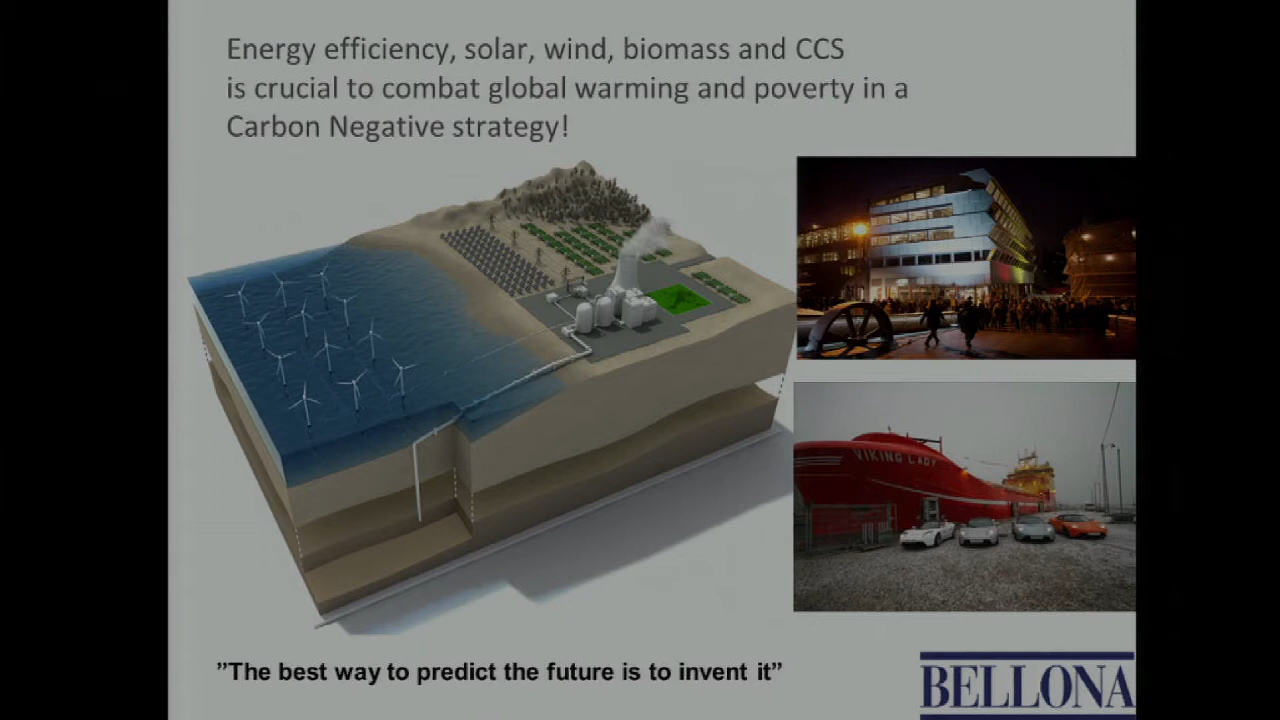 Energy efficiency, solar, wind, biomass and CCS
is crucial to combat global warming and poverty in a
Carbon Negative strategy!
VIKING LADY
”The best way to predict the future is to invent it”
BELLONA